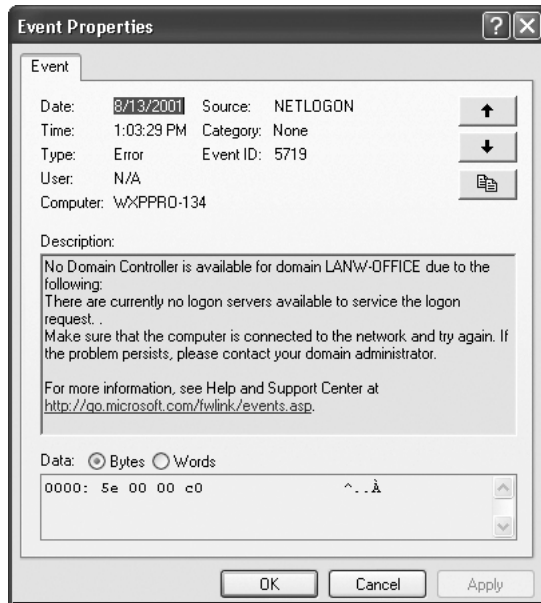 Event Properties
Event
Date: 8/13/2001 Source: NETLOGON
Time: 1:03:29 PM Category: None
Type: Error Event ID: 5719
User: N/A
Computer: WXPPRO-134
Description:
No Domain Controller is available for domain LANW-OFFICE due to the
following:
There are currently no logon servers available to service the logon
request. .
Make sure that the computer is connected to the network and try again. If
the problem persists, please contact your domain administrator.
For more information, see Help and Support Center at
http://go.microsoft.com/fwlink/events.asp.
Data: Bytes Words
0000: 5e 00 00 c0 ^..À
OK Cancel Apply